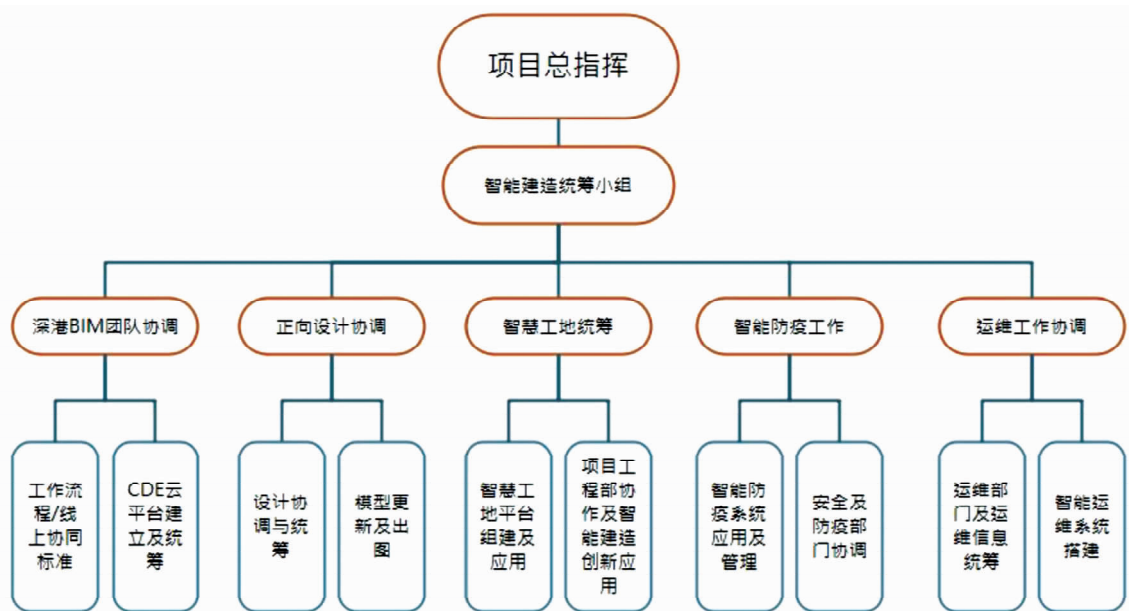 项目总指挥
智能建造统筹小组
深港BIM团队协调
正向设计协调
智慧工地统筹
智能防疫工作
运维工作协调
工作流
程/线
上协同
标准
CDE云
平台建
立及统
筹
设计协
调与统
筹
模型更
新及出
图
智慧工
地平台
组建及
应用
项目工
程部协
作及智
能建造
创新应
用
智能防
疫系统
应用及
管理
安全及
防疫部
门协调
运维部
门及运
维信息
统筹
智能运
维系统
搭建